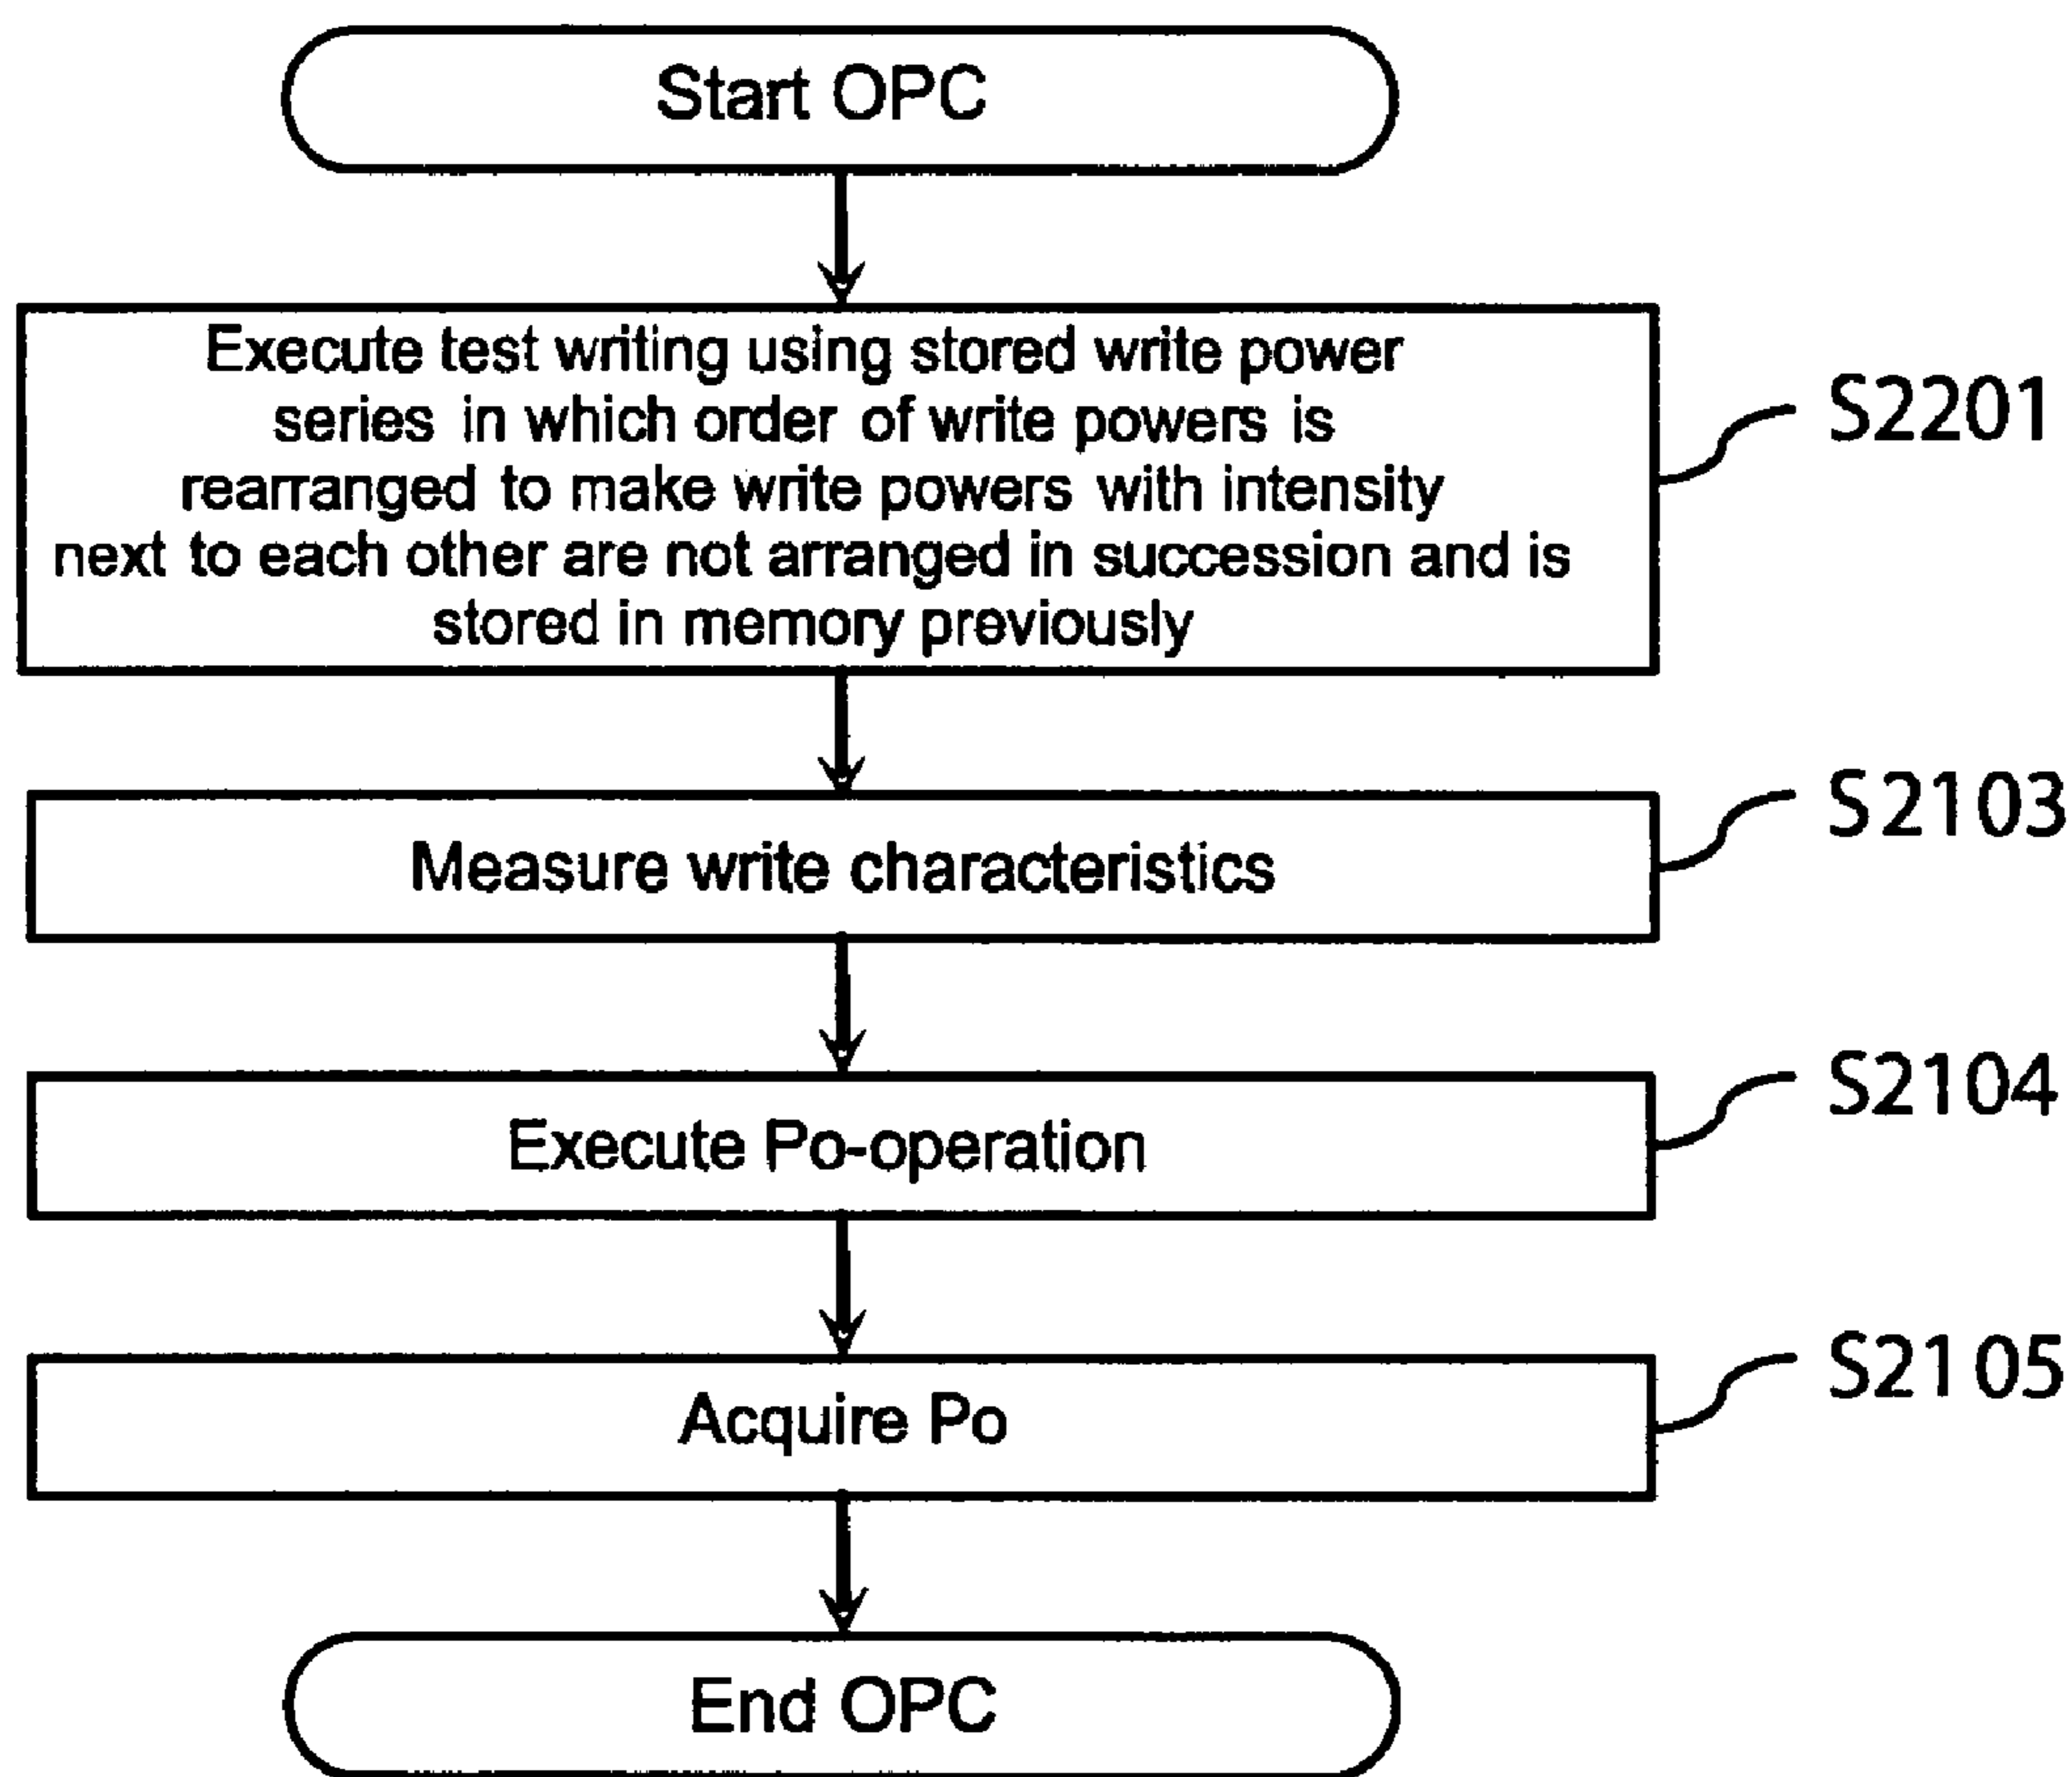 Start OPC
Execute test writing using stored write power
series in which order of write powers is
rearranged to make write powers with intensity
next to each other are not arranged in succession and is
stored in memory previously
S2201
Measure write characteristics
S2103
Execute Po-operation
S2104
Acquire Po
S2105
End OPC